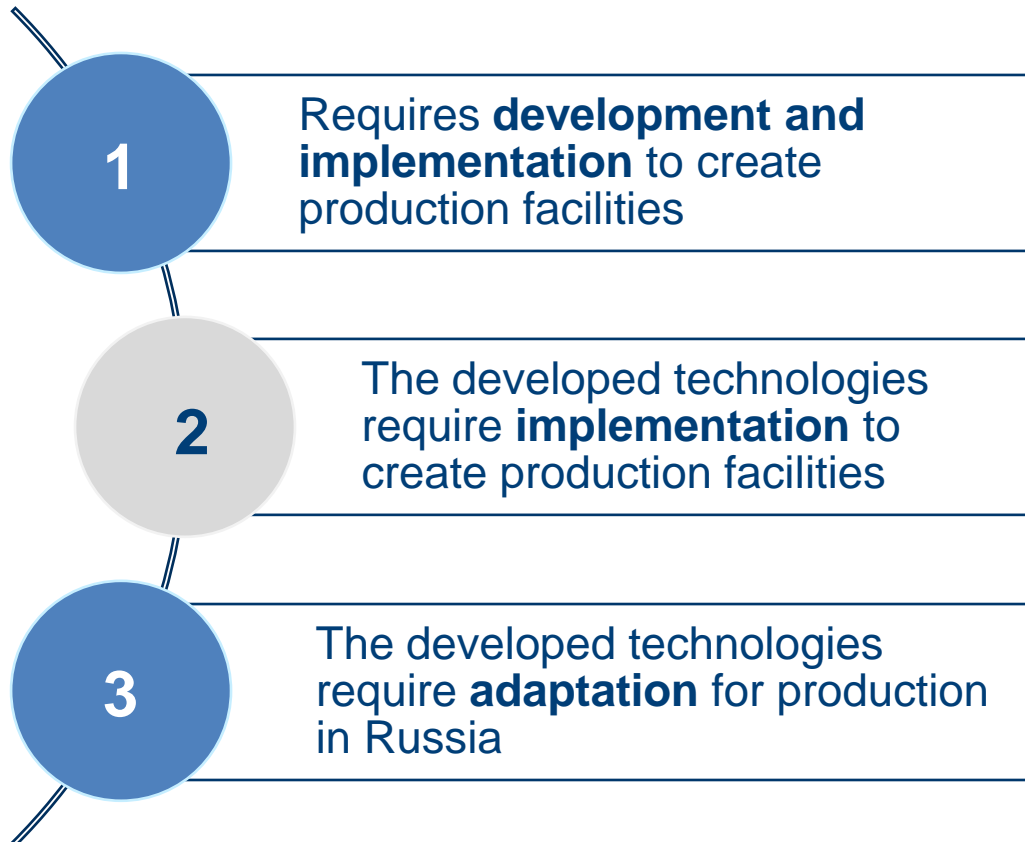 1
Requires development and
implementation to create
production facilities
2
The developed technologies
require implementation to
create production facilities
3
The developed technologies
require adaptation for production
in Russia